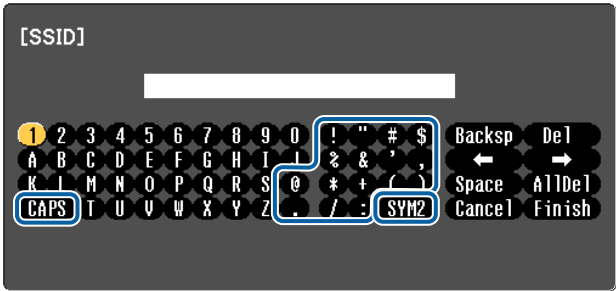 [SSID]
1 2 3 4 5 6 7 8 9 0 ! " # $ Backsp Del
A B C D E F G H I J % & ' , ← →
K L M N O P Q R S @ * + ( ) Space AllDel
CAPS T U V W X Y Z . / : SYM2 Cancel Finish